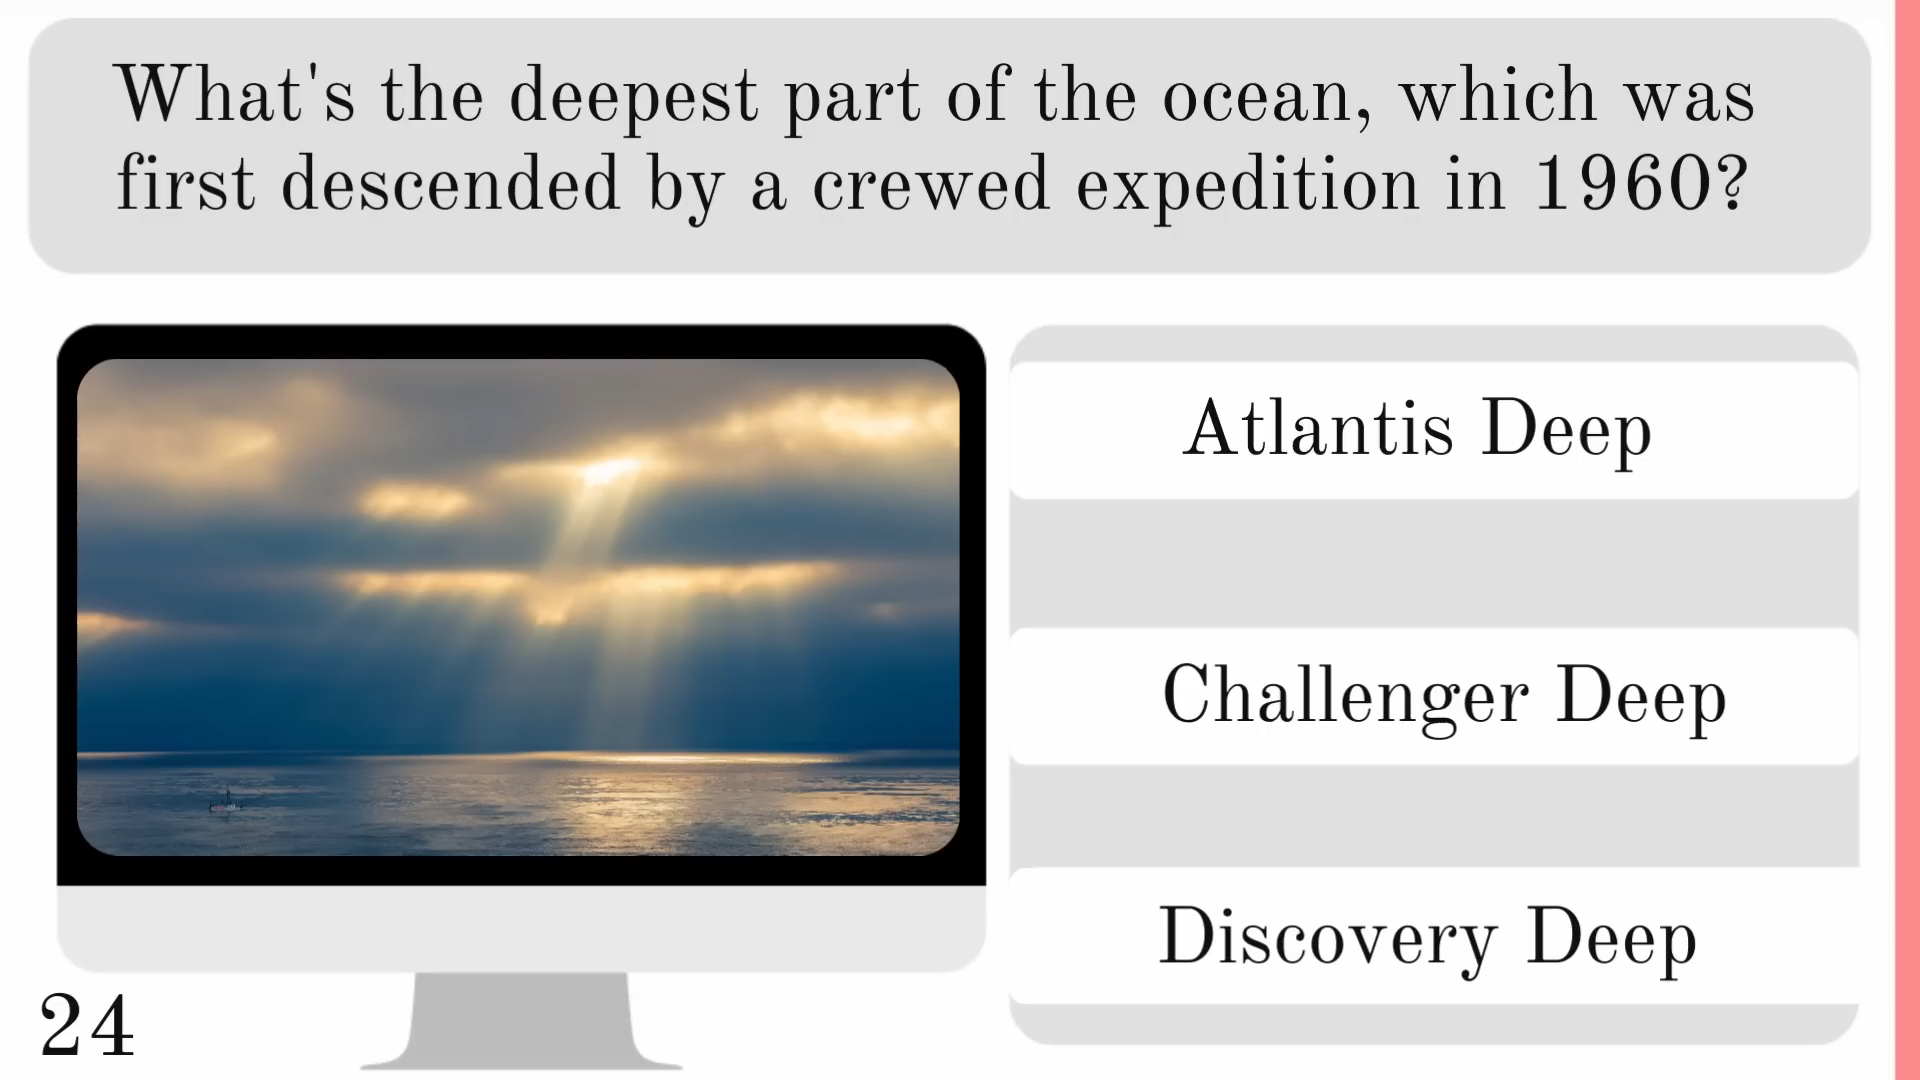 What's the deepest part of the ocean, which was
first descended by a crewed expedition in 1960?
Atlantis Deep
Challenger Deep
Discovery Deep
24